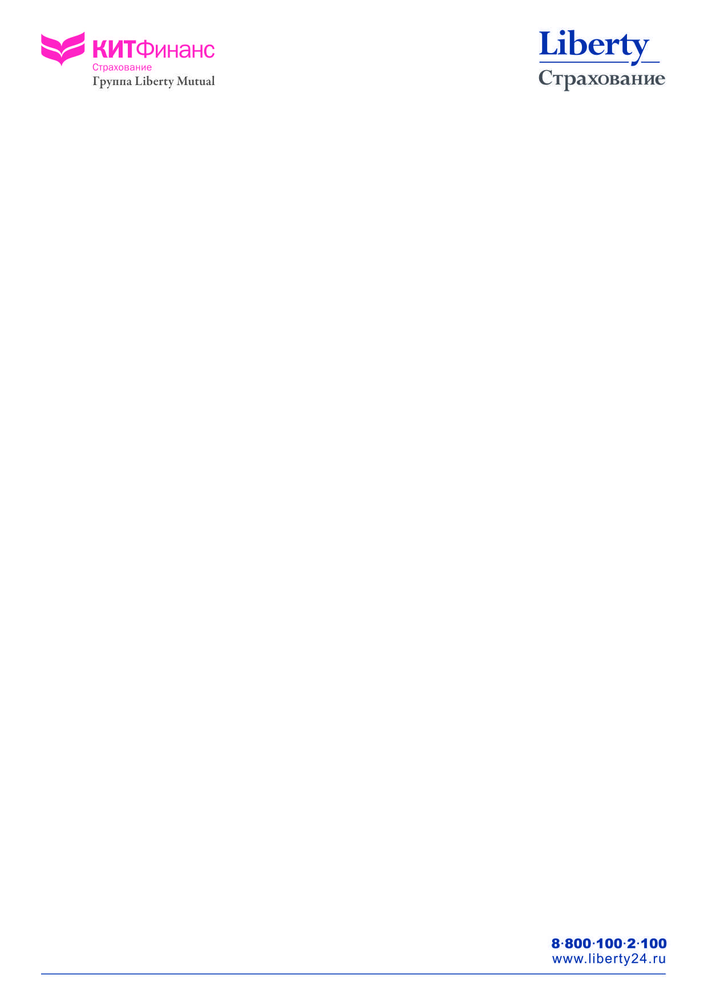 КИТФинанс
Страхование
Группа Liberty Mutual
Liberty
Страхование
8·800·100·2·100
www.liberty24.ru